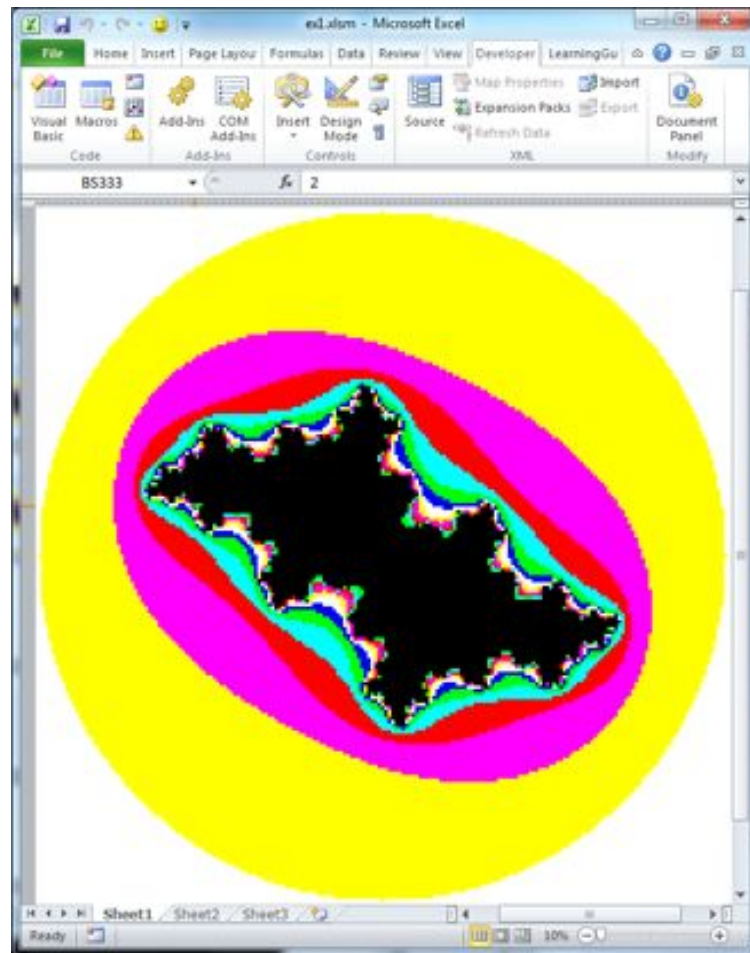 ex1.xlsm - Microsoft Excel
File Home Insert Page Layou Formulas Data Review View Developer LearningGu
Visual Basic
Macros
Code
Add-Ins
COM Add-Ins
Add-Ins
Insert
Design Mode
Controls
Source
Map Properties
Expansion Packs
Refresh Data
Import
Export
XML
Document Panel
Modify
BS333 fx 2
Sheet1 Sheet2 Sheet3
Ready 10%